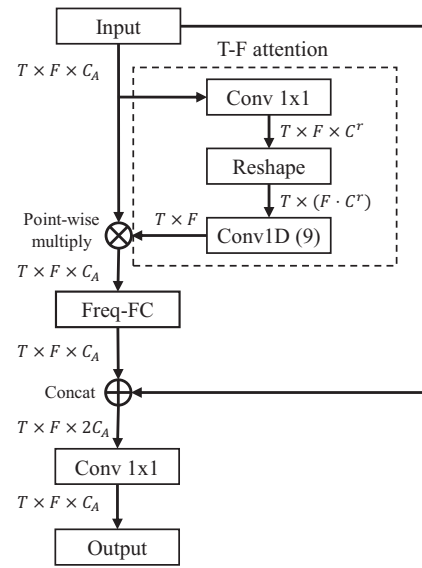 Input
T-F attention
T × F × C_A
Conv 1x1
T × F × C^r
Reshape
T × (F · C^r)
Point-wise
multiply
T × F
Conv1D (9)
T × F × C_A
Freq-FC
T × F × C_A
Concat
T × F × 2C_A
Conv 1x1
T × F × C_A
Output